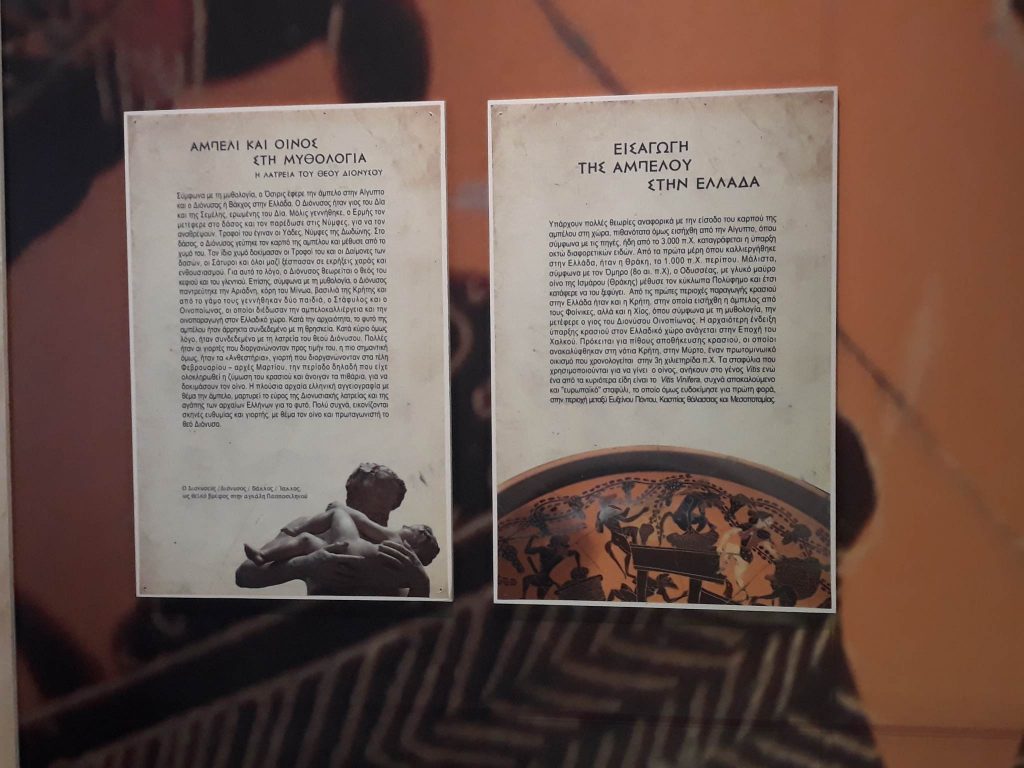 ΑΜΠΕΛΙ ΚΑΙ ΟΙΝΟΣ
ΣΤΗ ΜΥΘΟΛΟΓΙΑ
Η ΛΑΤΡΕΙΑ ΤΟΥ ΘΕΟΥ ΔΙΟΝΥΣΟΥ
Σύμφωνα με τη μυθολογία, ο Όσιρις έφερε την άμπελο στην Αίγυπτο
και ο Διόνυσος ή Βάκχος στην Ελλάδα. Ο Διόνυσος ήταν γιος του Δία
και της Σεμέλης, ερωμένης του Δία. Μόλις γεννήθηκε, ο Ερμής τον
μετέφερε στο δάσος και τον παρέδωσε στις Νύμφες, για να τον
αναθρέψουν. Τροφοί του έγιναν οι Υάδες, Νύμφες της Δωδώνης. Στο
δάσος, ο Διόνυσος γεύτηκε τον καρπό της αμπέλου και μέθυσε από το
χυμό του. Τον ίδιο χυμό δοκίμασαν οι Τροφοί του και οι Δαίμονες των
δασών, οι Σάτυροι και όλοι μαζί ξέσπασαν σε εκρήξεις χαράς και
ενθουσιασμού. Για αυτό το λόγο, ο Διόνυσος θεωρείται ο θεός του
κεφιού και του γλεντιού. Επίσης, σύμφωνα με τη μυθολογία, ο Διόνυσος
παντρεύτηκε την Αριάδνη, κόρη του Μίνωα, βασιλιά της Κρήτης και
από το γάμο τους γεννήθηκαν δύο παιδιά, ο Στάφυλος και ο
Οινοπαίωνας, οι οποίοι διέδωσαν την αμπελοκαλλιέργεια και την
οινοπαραγωγή στον Ελλαδικό χώρο. Κατά την αρχαιότητα, το φυτό της
αμπέλου ήταν άρρηκτα συνδεδεμένο με τη θρησκεία. Κατά κύριο όμως
λόγο, ήταν συνδεδεμένο με τη λατρεία του θεού Διόνυσου. Πολλές
ήταν οι γιορτές που διοργανώνονταν προς τιμήν του, η πιο σημαντική
όμως, ήταν τα «Ανθεστήρια», γιορτή που διοργανώνονταν στα τέλη
Φεβρουαρίου – αρχές Μαρτίου, την περίοδο δηλαδή που είχε
ολοκληρωθεί η ζύμωση του κρασιού και άνοιγαν τα πιθάρια, για να
δοκιμάσουν τον οίνο. Η πλούσια αρχαία ελληνική αγγειογραφία με
θέμα την άμπελο, μαρτυρεί το εύρος της Διονυσιακής λατρείας και της
αγάπης των αρχαίων Ελλήνων για το φυτό. Πολύ συχνά, εικονίζονται
σκηνές ευθυμίας και γιορτής, με θέμα τον οίνο και πρωταγωνιστή το
θεό Διόνυσο.
Ο Διονυσος /
ως θεϊκό βρέφος στην αγκάλη
ΕΙΣΑΓΩΓΗ
ΤΗΣ ΑΜΠΕΛΟΥ
ΣΤΗΝ ΕΛΛΑΔΑ
Υπάρχουν πολλές θεωρίες αναφορικά με την είσοδο του καρπού της
αμπέλου στη χώρα, πιθανότατα όμως εισήχθη από την Αίγυπτο, όπου
σύμφωνα με τις πηγές, ήδη από το 3.000 π.Χ. καταγράφεται η ύπαρξη
οκτώ διαφορετικών ειδών. Από τα πρώτα μέρη όπου καλλιεργήθηκε
στην Ελλάδα, ήταν η Θράκη, το 1.000 π.Χ. περίπου. Μάλιστα,
σύμφωνα με τον Όμηρο (8ο αι. π.Χ), ο Οδυσσέας, με γλυκό μαύρο
οίνο της Ισμάρου (Θράκης) μέθυσε τον κύκλωπα Πολύφημο και έτσι
κατάφερε να του ξεφύγει. Από τις πρώτες περιοχές παραγωγής κρασιού
στην Ελλάδα ήταν και η Κρήτη, στην οποία εισήχθη η άμπελος από
τους Φοίνικες, αλλά και η Χίος, όπου σύμφωνα με τη μυθολογία, την
μετέφερε ο γιος του Διονύσου Οινοπίωνας. Η αρχαιότερη ένδειξη
ύπαρξης κρασιού στον Ελλαδικό χώρο ανάγεται στην Εποχή του
Χαλκού. Πρόκειται για πίθους αποθήκευσης κρασιού, οι οποίοι
ανακαλύφθηκαν στη νότια Κρήτη, στην Μύρτο, έναν πρωτομινωικό
οικισμό που χρονολογείται στην 3η χιλιετηρίδα π.Χ. Τα σταφύλια που
χρησιμοποιούνται για να γίνει ο οίνος, ανήκουν στο γένος Vitis ενώ
ένα από τα κυριότερα είδη είναι το Vitis Vinifera, συχνά αποκαλούμενο
και "ευρωπαϊκό" σταφύλι, το οποίο όμως ευδοκίμησε για πρώτη φορά,
στην περιοχή μεταξύ Ευξείνου Πόντου, Κασπίας θάλασσας και Μεσοποταμίας.